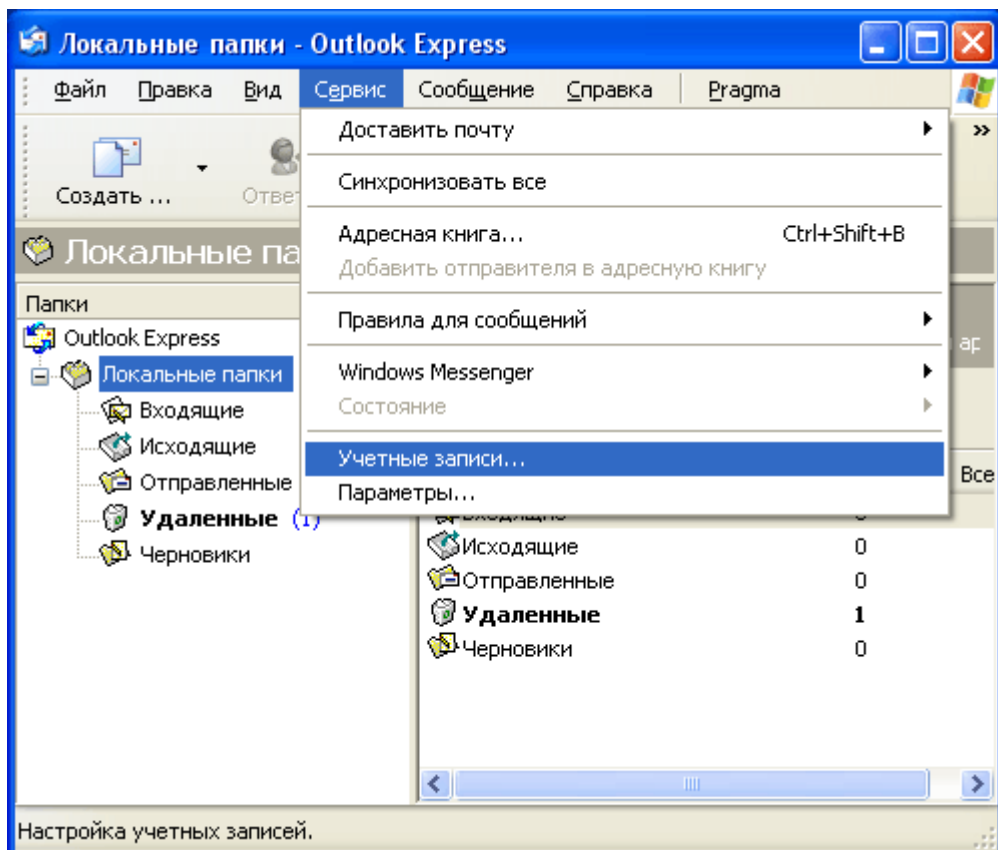 Локальные папки - Outlook Express
Файл Правка Вид Сервис Сообщение Справка Pragma
Доставить почту
»
Синхронизовать все
Создать ...
Адресная книга... Ctrl+Shift+B
Локальные
Добавить отправителя в адресную книгу
Папки
Правила для сообщений
Outlook Express
Локальные папки
Windows Messenger
Входящие
Состояние
Исходящие
Учетные записи...
Отправленные
Все
Параметры...
Удаленные (1)
Черновики
Исходящие 0
Отправленные 0
Удаленные 1
Черновики 0
Настройка учетных записей.